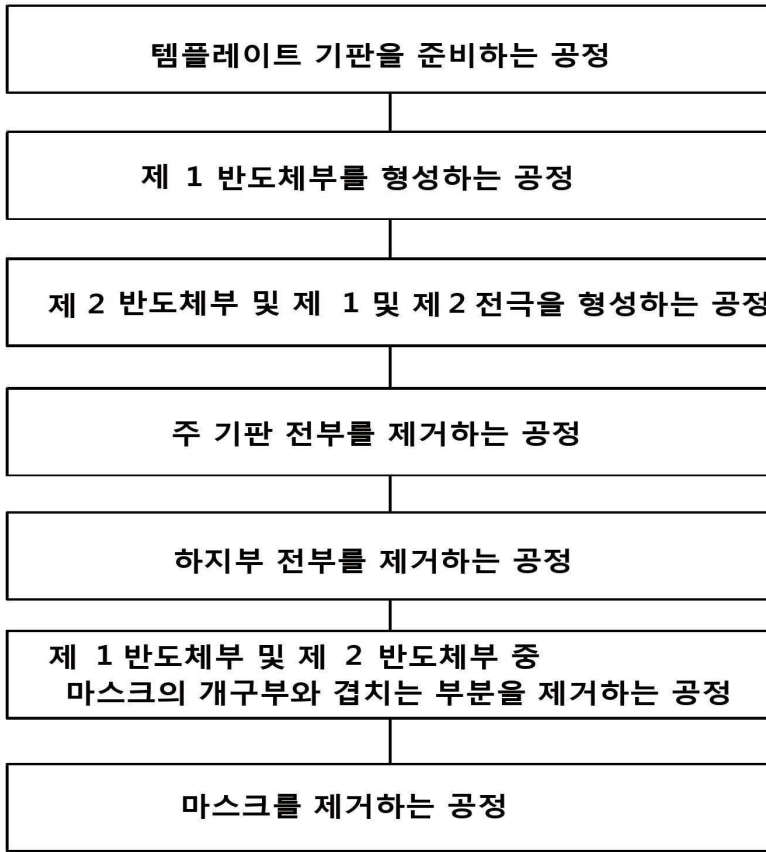 템플레이트 기판을 준비하는 공정
제 1 반도체부를 형성하는 공정
제 2 반도체부 및 제 1 및 제 2 전극을 형성하는 공정
주 기판 전부를 제거하는 공정
하지부 전부를 제거하는 공정
제 1 반도체부 및 제 2 반도체부 중
마스크의 개구부와 겹치는 부분을 제거하는 공정
마스크를 제거하는 공정